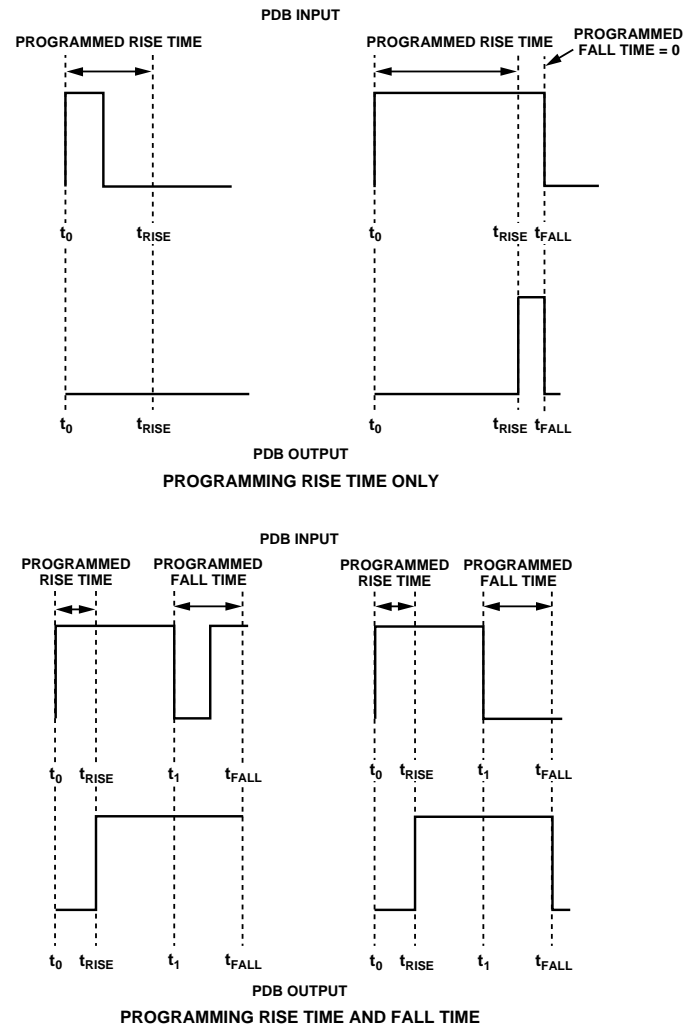 PDB INPUT
PROGRAMMED RISE TIME
PROGRAMMED RISE TIME
PROGRAMMED
FALL TIME = 0
t0 tRISE
t0 tRISE tFALL
t0 tRISE
t0 tRISE tFALL
PDB OUTPUT
PROGRAMMING RISE TIME ONLY
PDB INPUT
PROGRAMMED
RISE TIME
PROGRAMMED
FALL TIME
PROGRAMMED
RISE TIME
PROGRAMMED
FALL TIME
t0 tRISE t1 tFALL
t0 tRISE t1 tFALL
t0 tRISE t1 tFALL
t0 tRISE t1 tFALL
PDB OUTPUT
PROGRAMMING RISE TIME AND FALL TIME